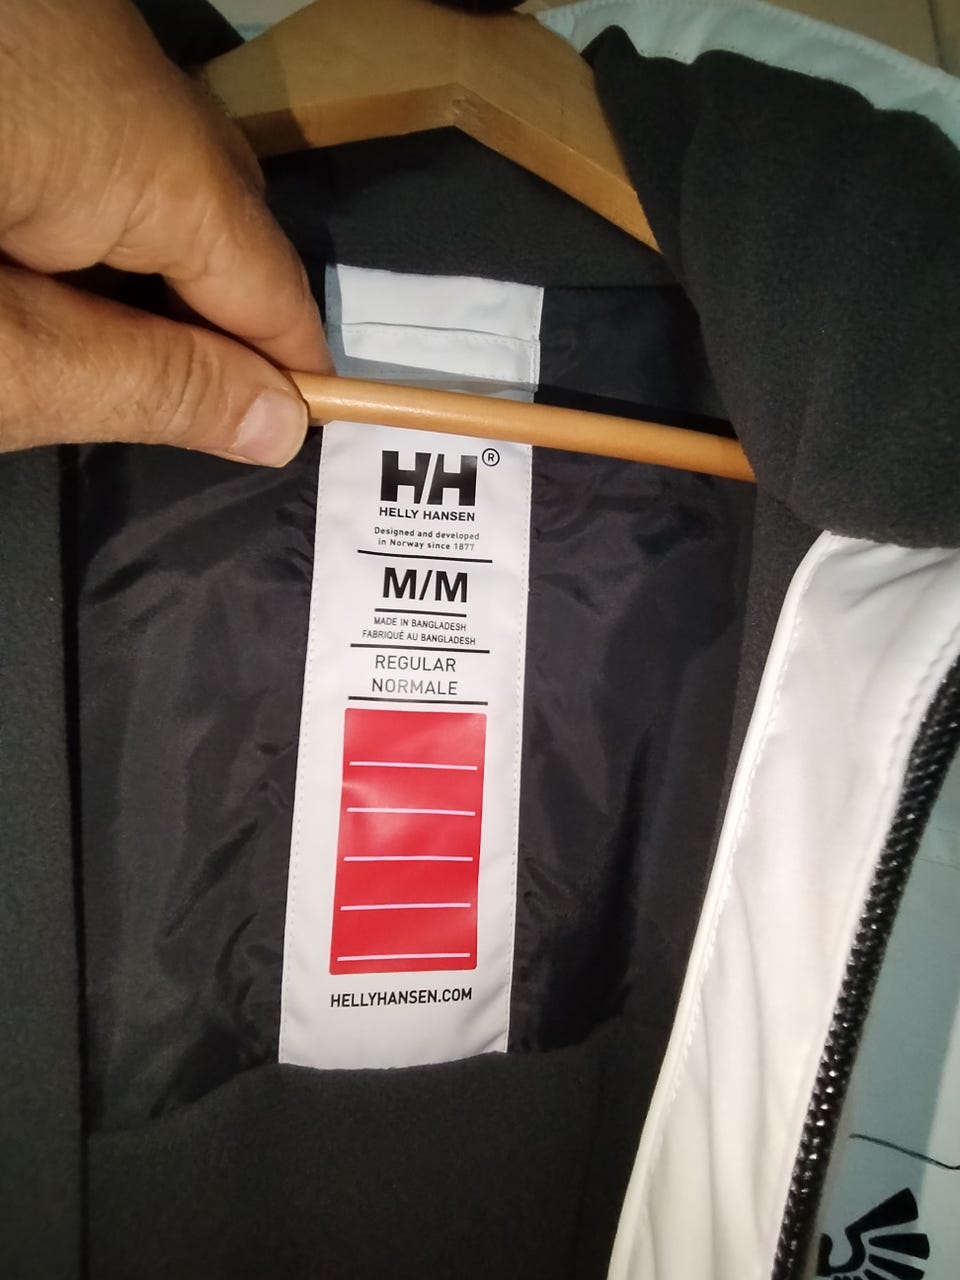 HH®
HELLY HANSEN
Designed and developed
in Norway since 1877
M/M
MADE IN BANGLADESH
FABRIQUÉ AU BANGLADESH
REGULAR
NORMALE
HELLYHANSEN.COM